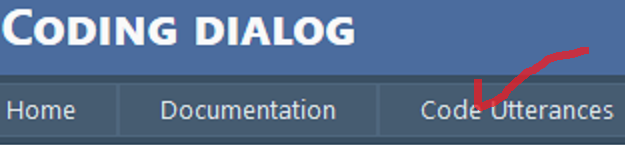 CODING DIALOG
Home Documentation Code Utterances